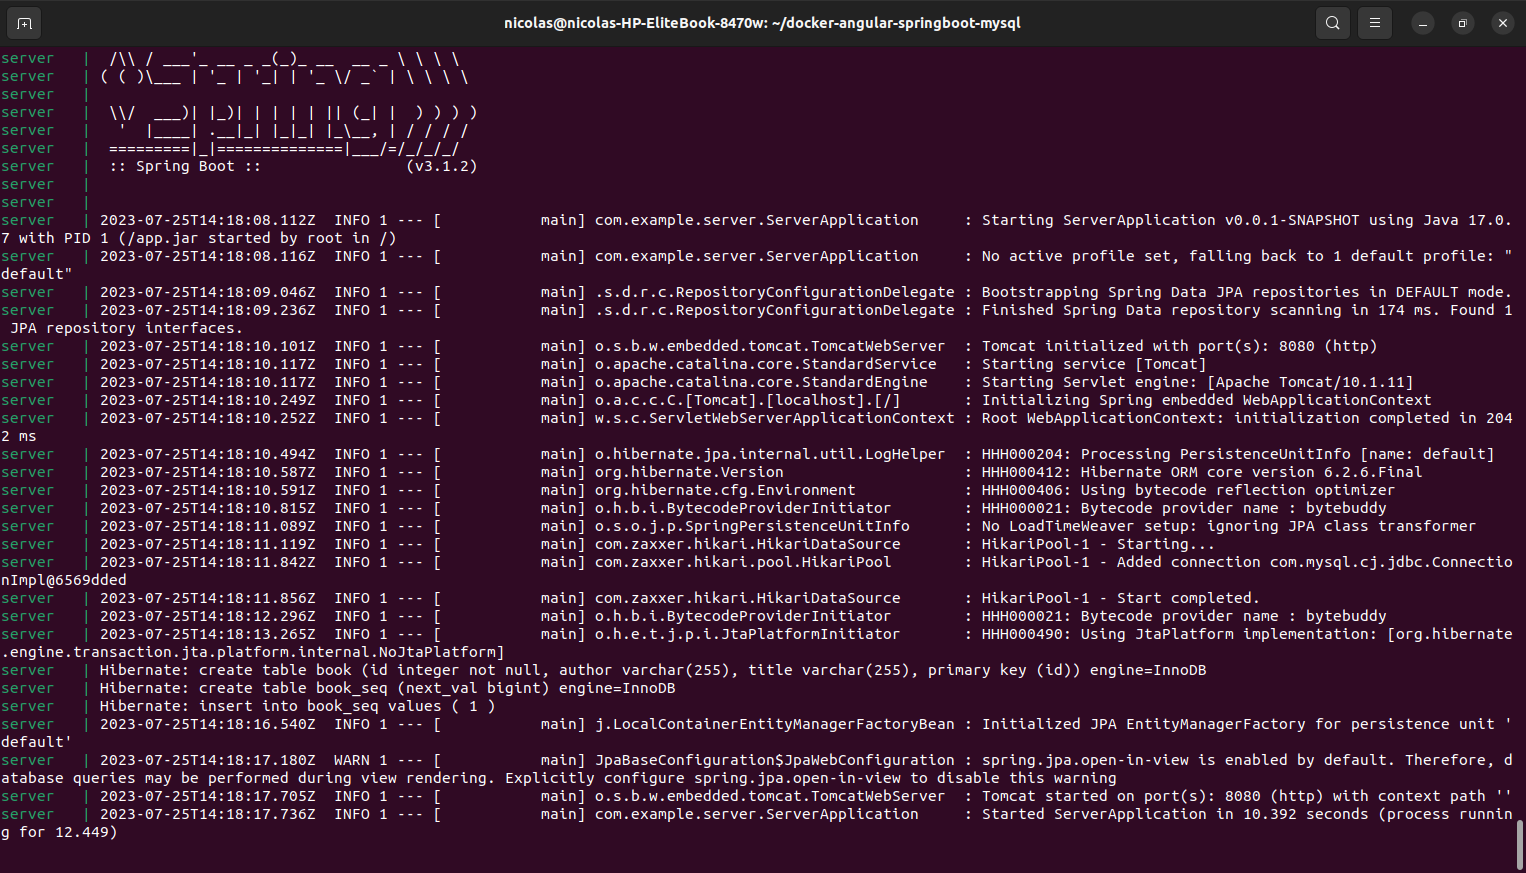 nicolas@nicolas-HP-EliteBook-8470w: ~/docker-angular-springboot-mysql
server   |  /\\ / ___'_ __ _ _(_)_ __  __ _ \ \ \ \
server   | ( ( )\___ | '_ | '_| | '_ \/ _` | \ \ \ \
server   |
server   |  \\/  ___)| |_)| | | | | || (_| |  ) ) ) )
server   |   '  |____| .__|_| |_|_| |_\__, | / / / /
server   |  =========|_|==============|___/=/_/_/_/
server   |  :: Spring Boot ::                (v3.1.2)
server   |
server   |
server   | 2023-07-25T14:18:08.112Z  INFO 1 --- [           main] com.example.server.ServerApplication     : Starting ServerApplication v0.0.1-SNAPSHOT using Java 17.0.
7 with PID 1 (/app.jar started by root in /)
server   | 2023-07-25T14:18:08.116Z  INFO 1 --- [           main] com.example.server.ServerApplication     : No active profile set, falling back to 1 default profile: "
default"
server   | 2023-07-25T14:18:09.046Z  INFO 1 --- [           main] .s.d.r.c.RepositoryConfigurationDelegate : Bootstrapping Spring Data JPA repositories in DEFAULT mode.
server   | 2023-07-25T14:18:09.236Z  INFO 1 --- [           main] .s.d.r.c.RepositoryConfigurationDelegate : Finished Spring Data repository scanning in 174 ms. Found 1
 JPA repository interfaces.
server   | 2023-07-25T14:18:10.101Z  INFO 1 --- [           main] o.s.b.w.embedded.tomcat.TomcatWebServer  : Tomcat initialized with port(s): 8080 (http)
server   | 2023-07-25T14:18:10.117Z  INFO 1 --- [           main] o.apache.catalina.core.StandardService   : Starting service [Tomcat]
server   | 2023-07-25T14:18:10.117Z  INFO 1 --- [           main] o.apache.catalina.core.StandardEngine    : Starting Servlet engine: [Apache Tomcat/10.1.11]
server   | 2023-07-25T14:18:10.249Z  INFO 1 --- [           main] o.a.c.c.C.[Tomcat].[localhost].[/]       : Initializing Spring embedded WebApplicationContext
server   | 2023-07-25T14:18:10.252Z  INFO 1 --- [           main] w.s.c.ServletWebServerApplicationContext : Root WebApplicationContext: initialization completed in 204
2 ms
server   | 2023-07-25T14:18:10.494Z  INFO 1 --- [           main] o.hibernate.jpa.internal.util.LogHelper  : HHH000204: Processing PersistenceUnitInfo [name: default]
server   | 2023-07-25T14:18:10.587Z  INFO 1 --- [           main] org.hibernate.Version                    : HHH000412: Hibernate ORM core version 6.2.6.Final
server   | 2023-07-25T14:18:10.591Z  INFO 1 --- [           main] org.hibernate.cfg.Environment            : HHH000406: Using bytecode reflection optimizer
server   | 2023-07-25T14:18:10.815Z  INFO 1 --- [           main] o.h.b.i.BytecodeProviderInitiator        : HHH000021: Bytecode provider name : bytebuddy
server   | 2023-07-25T14:18:11.089Z  INFO 1 --- [           main] o.s.o.j.p.SpringPersistenceUnitInfo      : No LoadTimeWeaver setup: ignoring JPA class transformer
server   | 2023-07-25T14:18:11.119Z  INFO 1 --- [           main] com.zaxxer.hikari.HikariDataSource       : HikariPool-1 - Starting...
server   | 2023-07-25T14:18:11.842Z  INFO 1 --- [           main] com.zaxxer.hikari.pool.HikariPool        : HikariPool-1 - Added connection com.mysql.cj.jdbc.Connectio
nImpl@6569dded
server   | 2023-07-25T14:18:11.856Z  INFO 1 --- [           main] com.zaxxer.hikari.HikariDataSource       : HikariPool-1 - Start completed.
server   | 2023-07-25T14:18:12.296Z  INFO 1 --- [           main] o.h.b.i.BytecodeProviderInitiator        : HHH000021: Bytecode provider name : bytebuddy
server   | 2023-07-25T14:18:13.265Z  INFO 1 --- [           main] o.h.e.t.j.p.i.JtaPlatformInitiator       : HHH000490: Using JtaPlatform implementation: [org.hibernate
.engine.transaction.jta.platform.internal.NoJtaPlatform]
server   | Hibernate: create table book (id integer not null, author varchar(255), title varchar(255), primary key (id)) engine=InnoDB
server   | Hibernate: create table book_seq (next_val bigint) engine=InnoDB
server   | Hibernate: insert into book_seq values ( 1 )
server   | 2023-07-25T14:18:16.540Z  INFO 1 --- [           main] j.LocalContainerEntityManagerFactoryBean : Initialized JPA EntityManagerFactory for persistence unit '
default'
server   | 2023-07-25T14:18:17.180Z  WARN 1 --- [           main] JpaBaseConfiguration$JpaWebConfiguration : spring.jpa.open-in-view is enabled by default. Therefore, d
atabase queries may be performed during view rendering. Explicitly configure spring.jpa.open-in-view to disable this warning
server   | 2023-07-25T14:18:17.705Z  INFO 1 --- [           main] o.s.b.w.embedded.tomcat.TomcatWebServer  : Tomcat started on port(s): 8080 (http) with context path ''
server   | 2023-07-25T14:18:17.736Z  INFO 1 --- [           main] com.example.server.ServerApplication     : Started ServerApplication in 10.392 seconds (process runnin
g for 12.449)